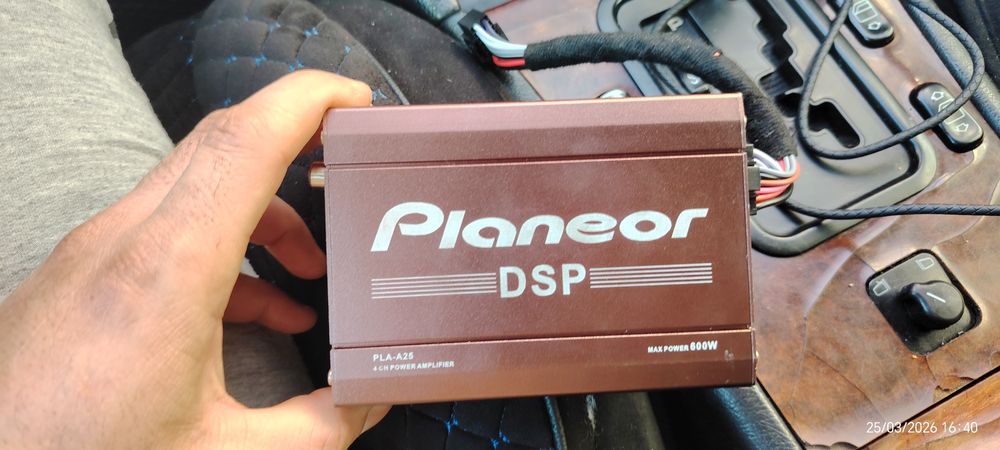 Planeor
DSP
PLA-A25
4 CH POWER AMPLIFIER
MAX POWER 600W
25/03/2026 16:40